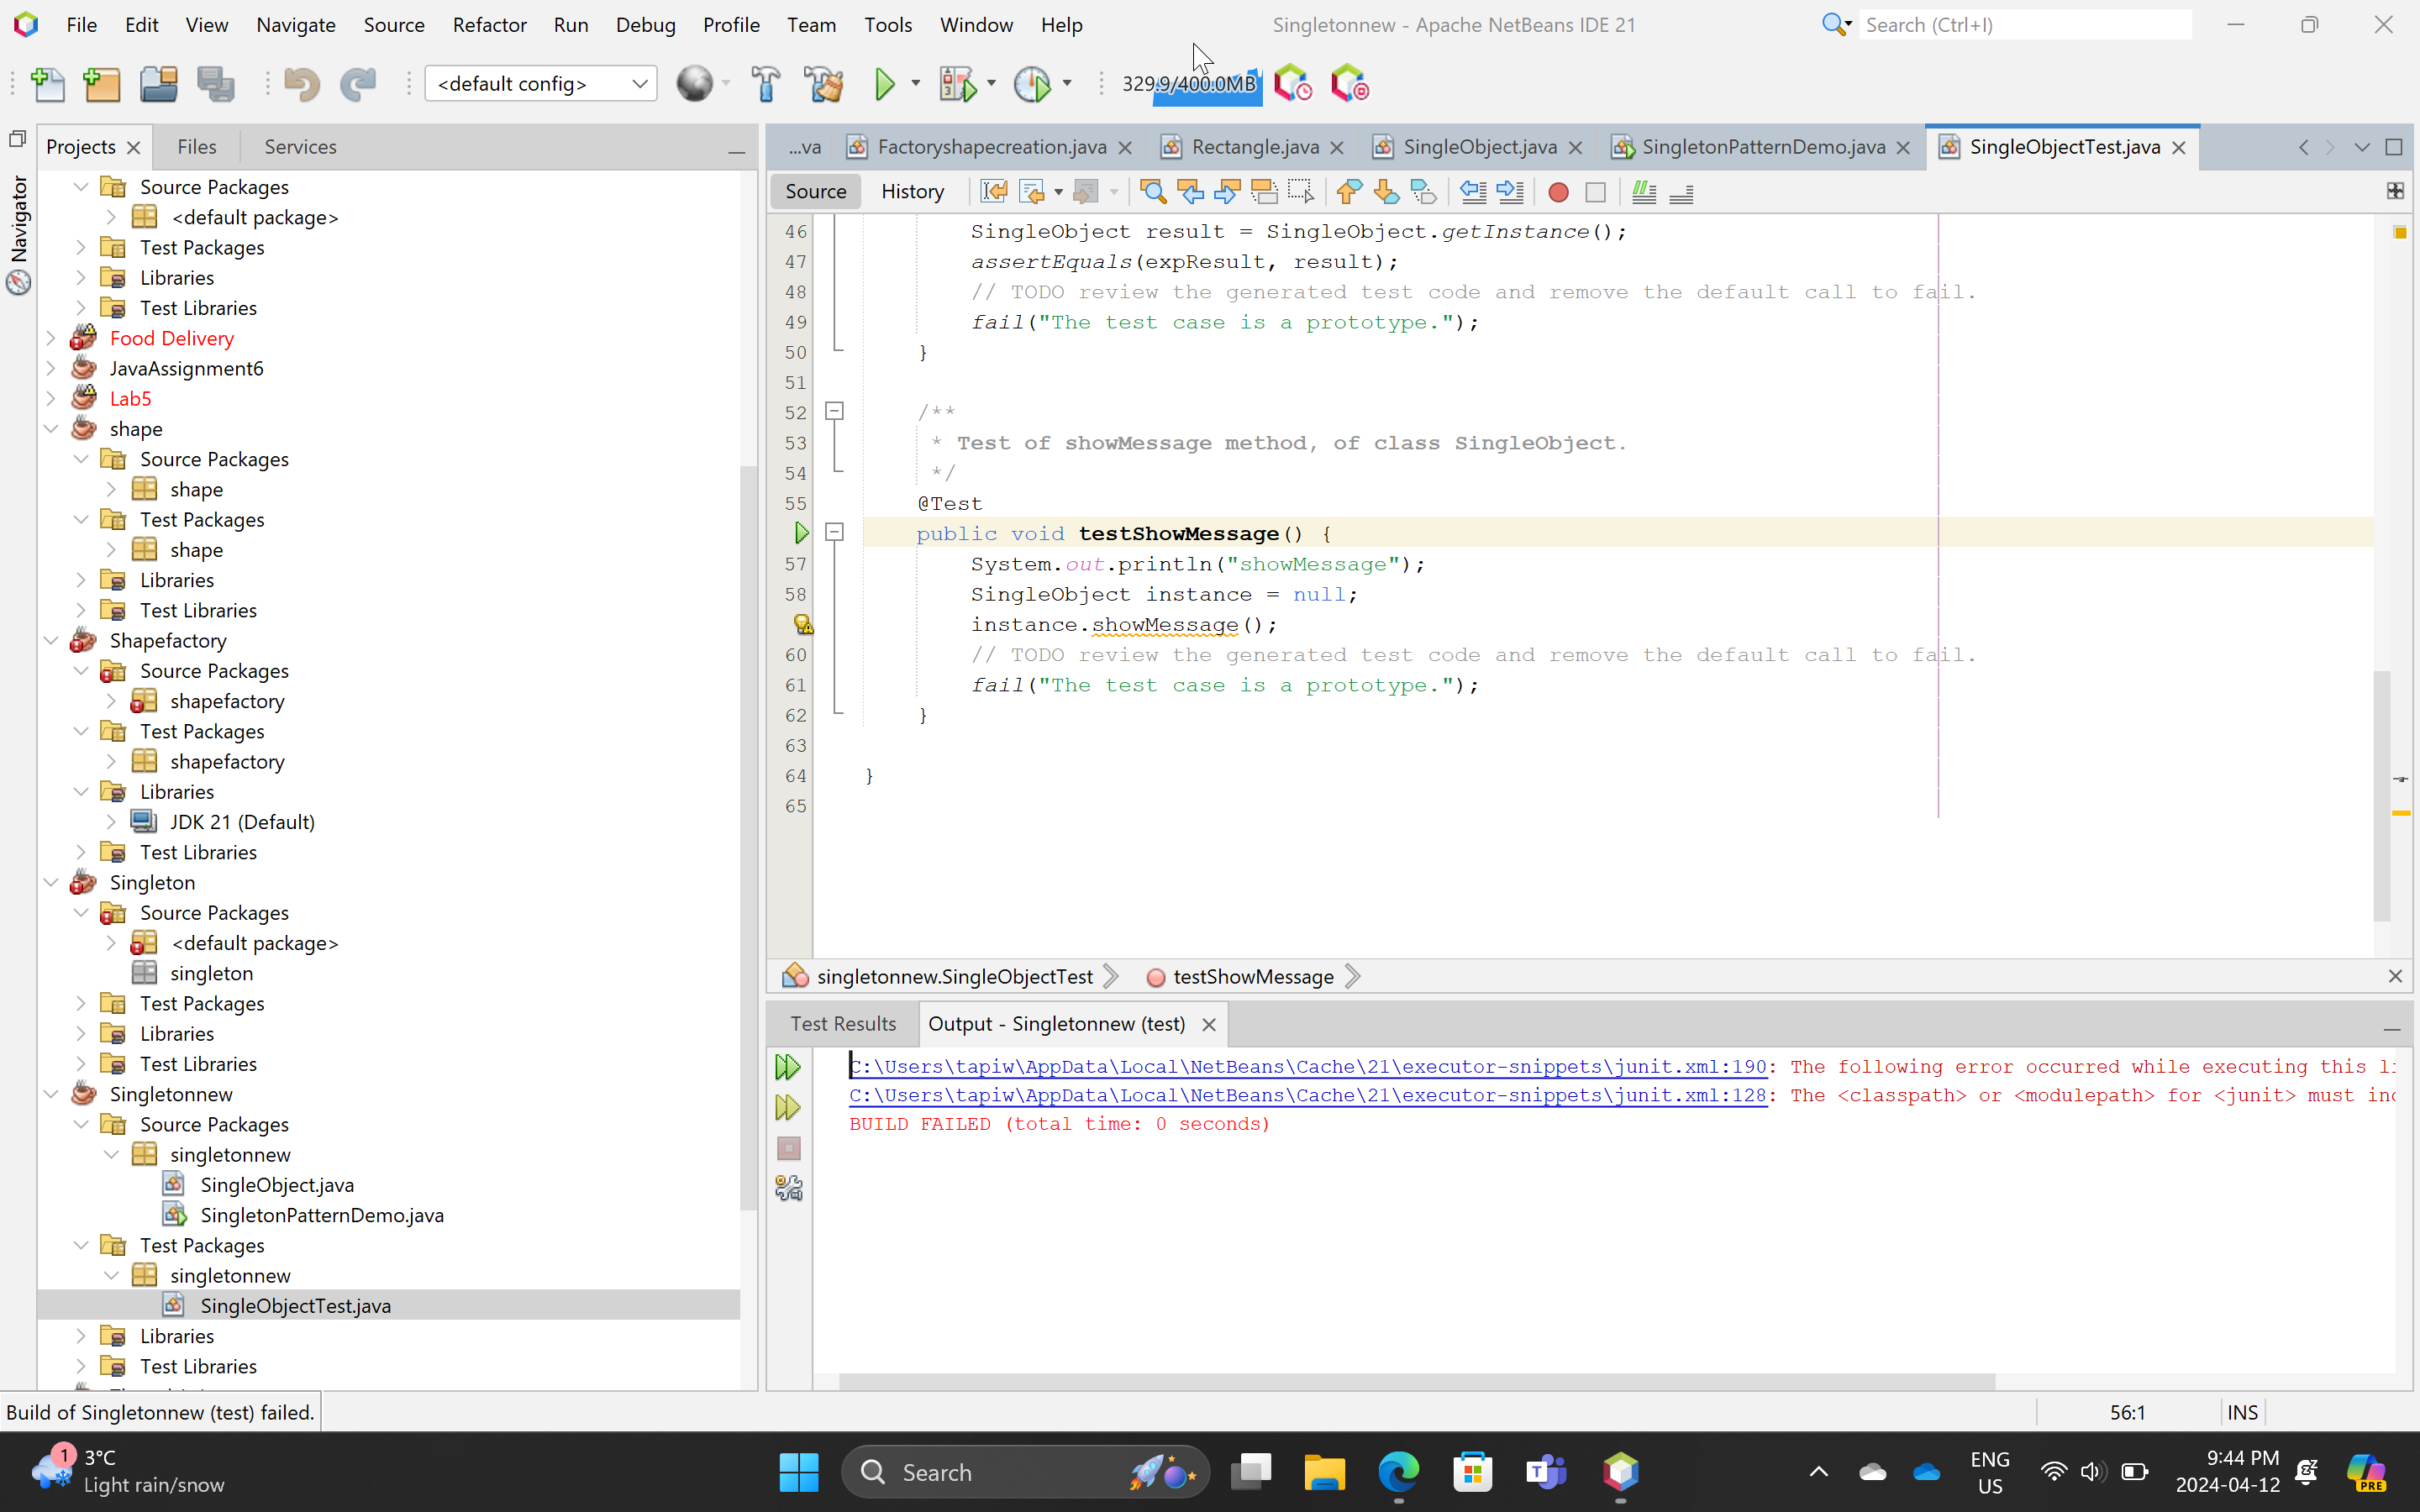 File Edit View Navigate Source Refactor Run Debug Profile Team Tools Window Help
Singletonnew - Apache NetBeans IDE 21
Search (Ctrl+I)
<default config>
329.9/400.0MB
Navigator
Projects
Files
Services
Source Packages
<default package>
Test Packages
Libraries
Test Libraries
Food Delivery
JavaAssignment6
Lab5
shape
Source Packages
shape
Test Packages
shape
Libraries
Test Libraries
Shapefactory
Source Packages
shapefactory
Test Packages
shapefactory
Libraries
JDK 21 (Default)
Test Libraries
Singleton
Source Packages
<default package>
singleton
Test Packages
Libraries
Test Libraries
Singletonnew
Source Packages
singletonnew
SingleObject.java
SingletonPatternDemo.java
Test Packages
singletonnew
SingleObjectTest.java
Libraries
Test Libraries
...va Factoryshapecreation.java Rectangle.java SingleObject.java SingletonPatternDemo.java SingleObjectTest.java
Source History
46 SingleObject result = SingleObject.getInstance();
47 assertEquals(expResult, result);
48 // TODO review the generated test code and remove the default call to fail.
49 fail("The test case is a prototype.");
50 }
51
52 /**
53 * Test of showMessage method, of class SingleObject.
54 */
55 @Test
public void testShowMessage() {
57 System.out.println("showMessage");
58 SingleObject instance = null;
instance.showMessage();
60 // TODO review the generated test code and remove the default call to fail.
61 fail("The test case is a prototype.");
62 }
63
64 }
65
singletonnew.SingleObjectTest testShowMessage
Test Results Output - Singletonnew (test)
C:\Users\tapiw\AppData\Local\NetBeans\Cache\21\executor-snippets\junit.xml:190: The following error occurred while executing this
C:\Users\tapiw\AppData\Local\NetBeans\Cache\21\executor-snippets\junit.xml:128: The <classpath> or <modulepath> for <junit> must
BUILD FAILED (total time: 0 seconds)
Build of Singletonnew (test) failed.
56:1
INS
1
3°C
Light rain/snow
Search
ENG
US
9:44 PM
2024-04-12
PRE